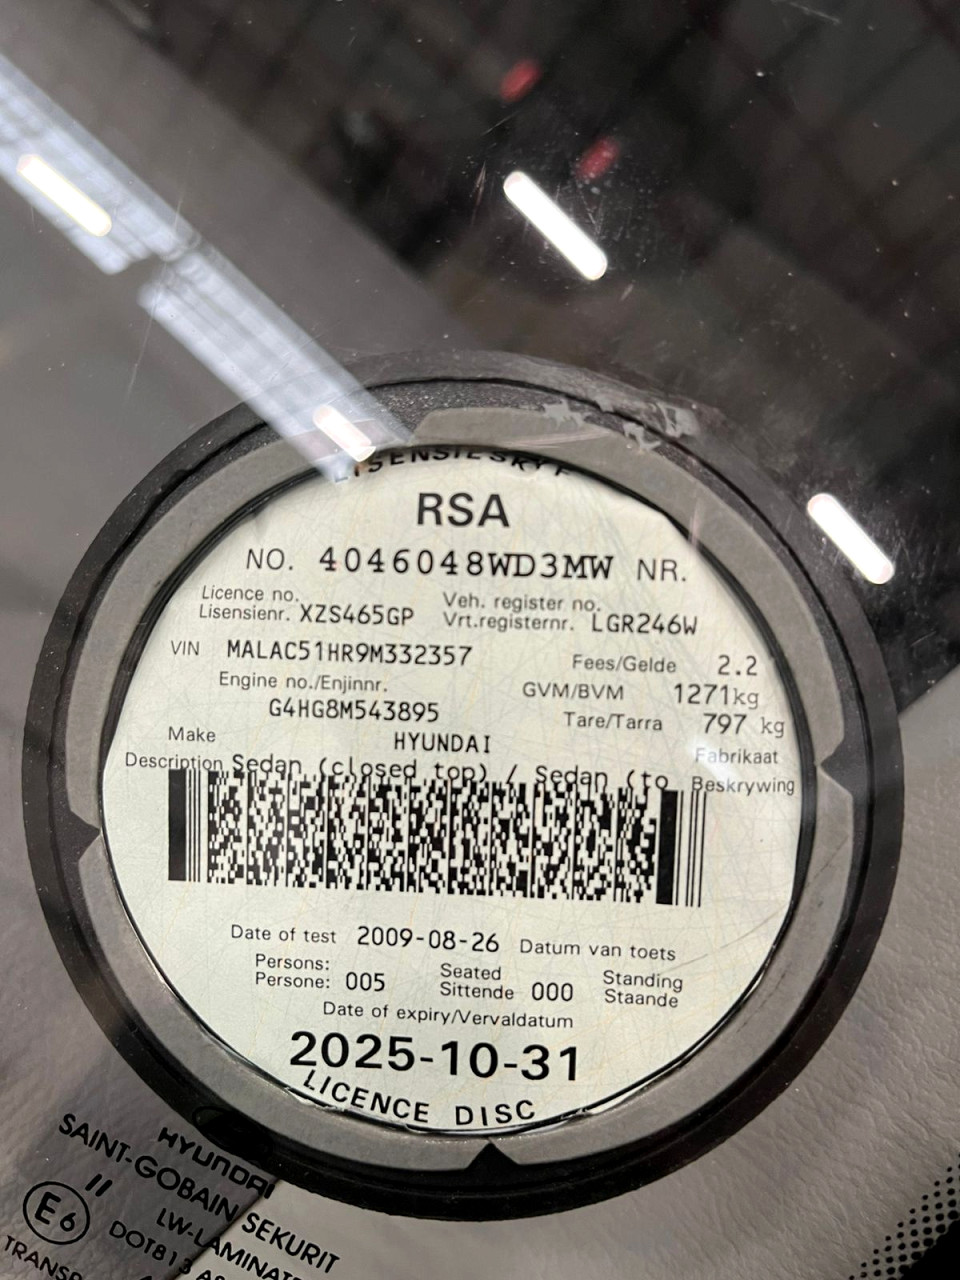 LISENSIESKYF
RSA
NO. 4046048WD3MW NR.
Licence no. Veh. register no.
Lisensienr. XZS465GP Vrt.registernr. LGR246W
VIN MALAC51HR9M332357 Fees/Gelde 2.2
Engine no./Enjinnr. GVM/BVM 1271kg
G4HG8M543895 Tare/Tarra 797 kg
Make HYUNDAI Fabrikaat
Description Sedan (closed top) / Sedan (to Beskrywing
Date of test 2009-08-26 Datum van toets
Persons: Seated Standing
Persone: 005 Sittende 000 Staande
Date of expiry/Vervaldatum
2025-10-31
LICENCE DISC
HYUNDAI
SAINT-GOBAIN SEKURIT
II
E6
DOT813